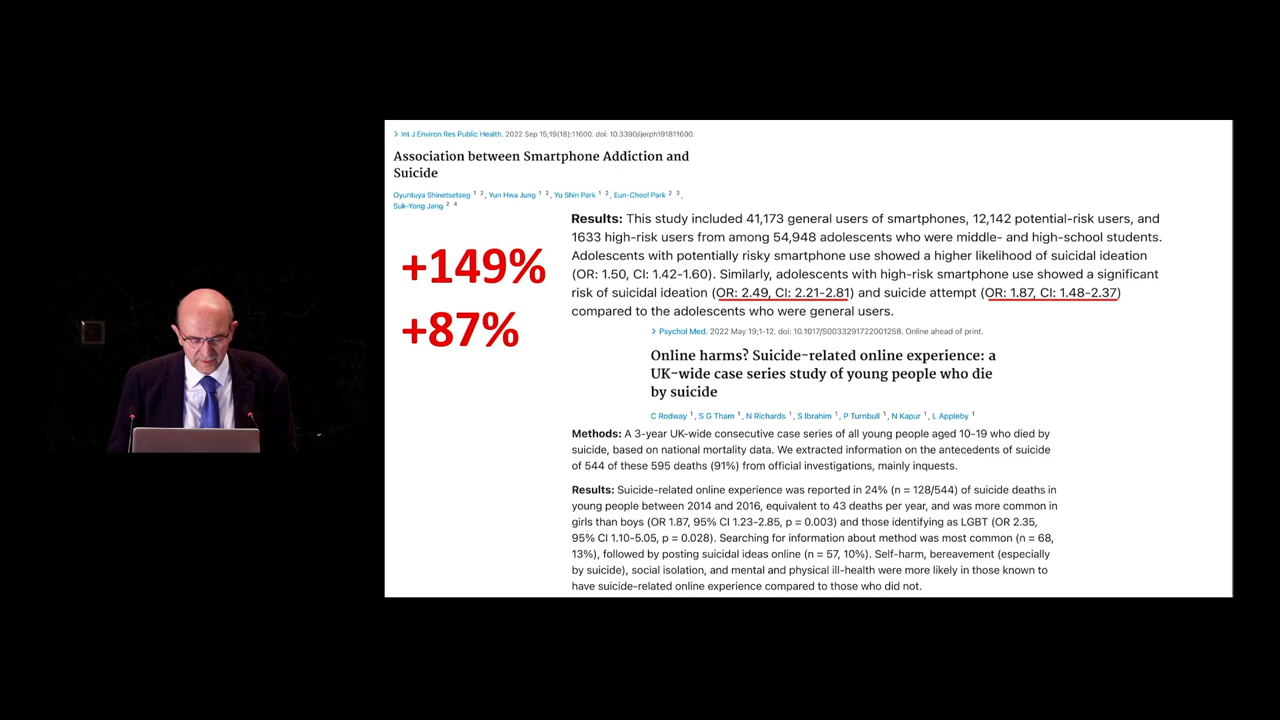 > Int J Environ Res Public Health. 2022 Sep 15;19(18):11600. doi: 10.3390/ijerph191811600.
Association between Smartphone Addiction and
Suicide
Oyuntuya Shinetsetseg 1 2, Yun Hwa Jung 1 2, Yu Shin Park 1 2, Eun-Cheol Park 2 3,
Suk-Yong Jang 2 4
+149%
+87%
Results: This study included 41,173 general users of smartphones, 12,142 potential-risk users, and
1633 high-risk users from among 54,948 adolescents who were middle- and high-school students.
Adolescents with potentially risky smartphone use showed a higher likelihood of suicidal ideation
(OR: 1.50, CI: 1.42-1.60). Similarly, adolescents with high-risk smartphone use showed a significant
risk of suicidal ideation (OR: 2.49, CI: 2.21-2.81) and suicide attempt (OR: 1.87, CI: 1.48-2.37)
compared to the adolescents who were general users.
> Psychol Med. 2022 May 19;1-12. doi: 10.1017/S0033291722001258. Online ahead of print.
Online harms? Suicide-related online experience: a
UK-wide case series study of young people who die
by suicide
C Rodway 1, S G Tham 1, N Richards 1, S Ibrahim 1, P Turnbull 1, N Kapur 1, L Appleby 1
Methods: A 3-year UK-wide consecutive case series of all young people aged 10-19 who died by
suicide, based on national mortality data. We extracted information on the antecedents of suicide
of 544 of these 595 deaths (91%) from official investigations, mainly inquests.
Results: Suicide-related online experience was reported in 24% (n = 128/544) of suicide deaths in
young people between 2014 and 2016, equivalent to 43 deaths per year, and was more common in
girls than boys (OR 1.87, 95% CI 1.23-2.85, p = 0.003) and those identifying as LGBT (OR 2.35,
95% CI 1.10-5.05, p = 0.028). Searching for information about method was most common (n = 68,
13%), followed by posting suicidal ideas online (n = 57, 10%). Self-harm, bereavement (especially
by suicide), social isolation, and mental and physical ill-health were more likely in those known to
have suicide-related online experience compared to those who did not.